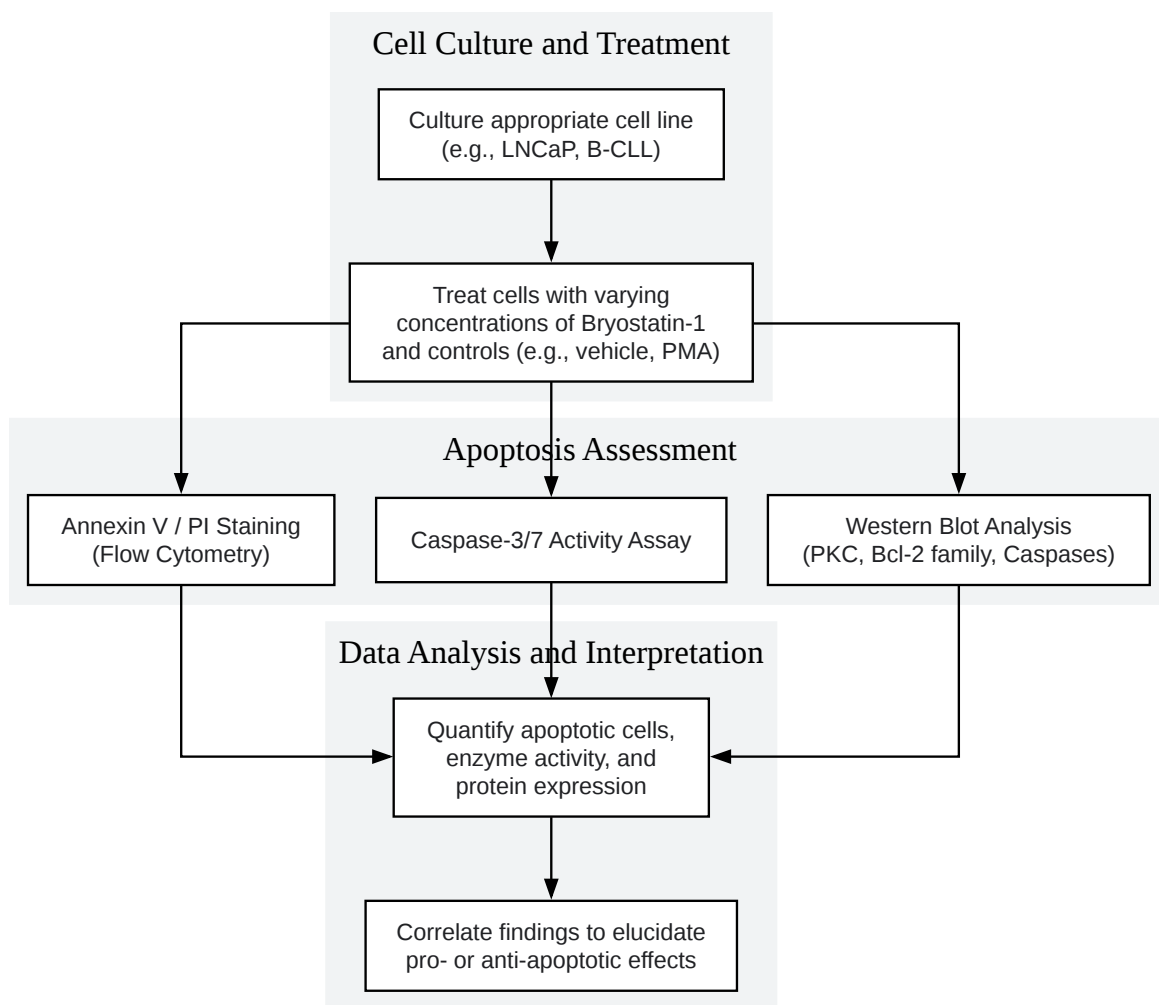 Cell Culture and Treatment
Culture appropriate cell line
(e.g., LNCaP, B-CLL)
Treat cells with varying
concentrations of Bryostatin-1
and controls (e.g., vehicle, PMA)
Apoptosis Assessment
Annexin V / PI Staining
(Flow Cytometry)
Caspase-3/7 Activity Assay
Western Blot Analysis
(PKC, Bcl-2 family, Caspases)
Data Analysis and Interpretation
Quantify apoptotic cells,
enzyme activity, and
protein expression
Correlate findings to elucidate
pro- or anti-apoptotic effects